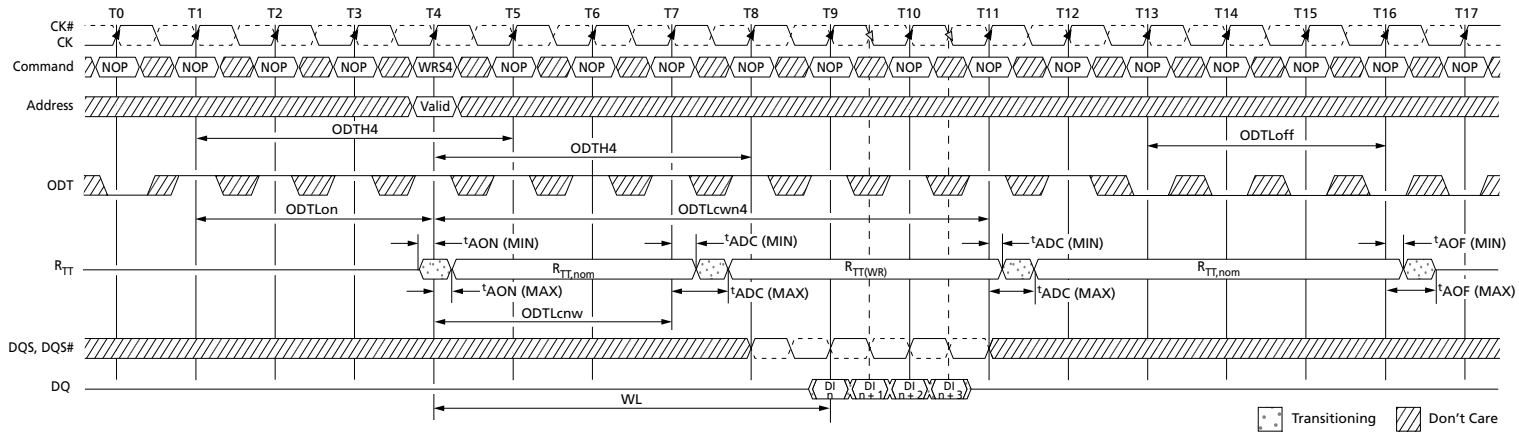 T0 T1 T2 T3 T4 T5 T6 T7 T8 T9 T10 T11 T12 T13 T14 T15 T16 T17
CK#
CK
Command NOP NOP NOP NOP WRS4 NOP NOP NOP NOP NOP NOP NOP NOP NOP NOP NOP NOP NOP
Address Valid
ODTH4 ODTLoff
ODTH4
ODT
ODTLon ODTLcwn4
tAON (MIN) tADC (MIN) tADC (MIN) tAOF (MIN)
RTT RTT,nom RTT(WR) RTT,nom
tAON (MAX) tADC (MAX) tADC (MAX) tAOF (MAX)
ODTLcnw
DQS, DQS#
DQ DI n DI n + 1 DI n + 2 DI n + 3
WL
Transitioning Don't Care